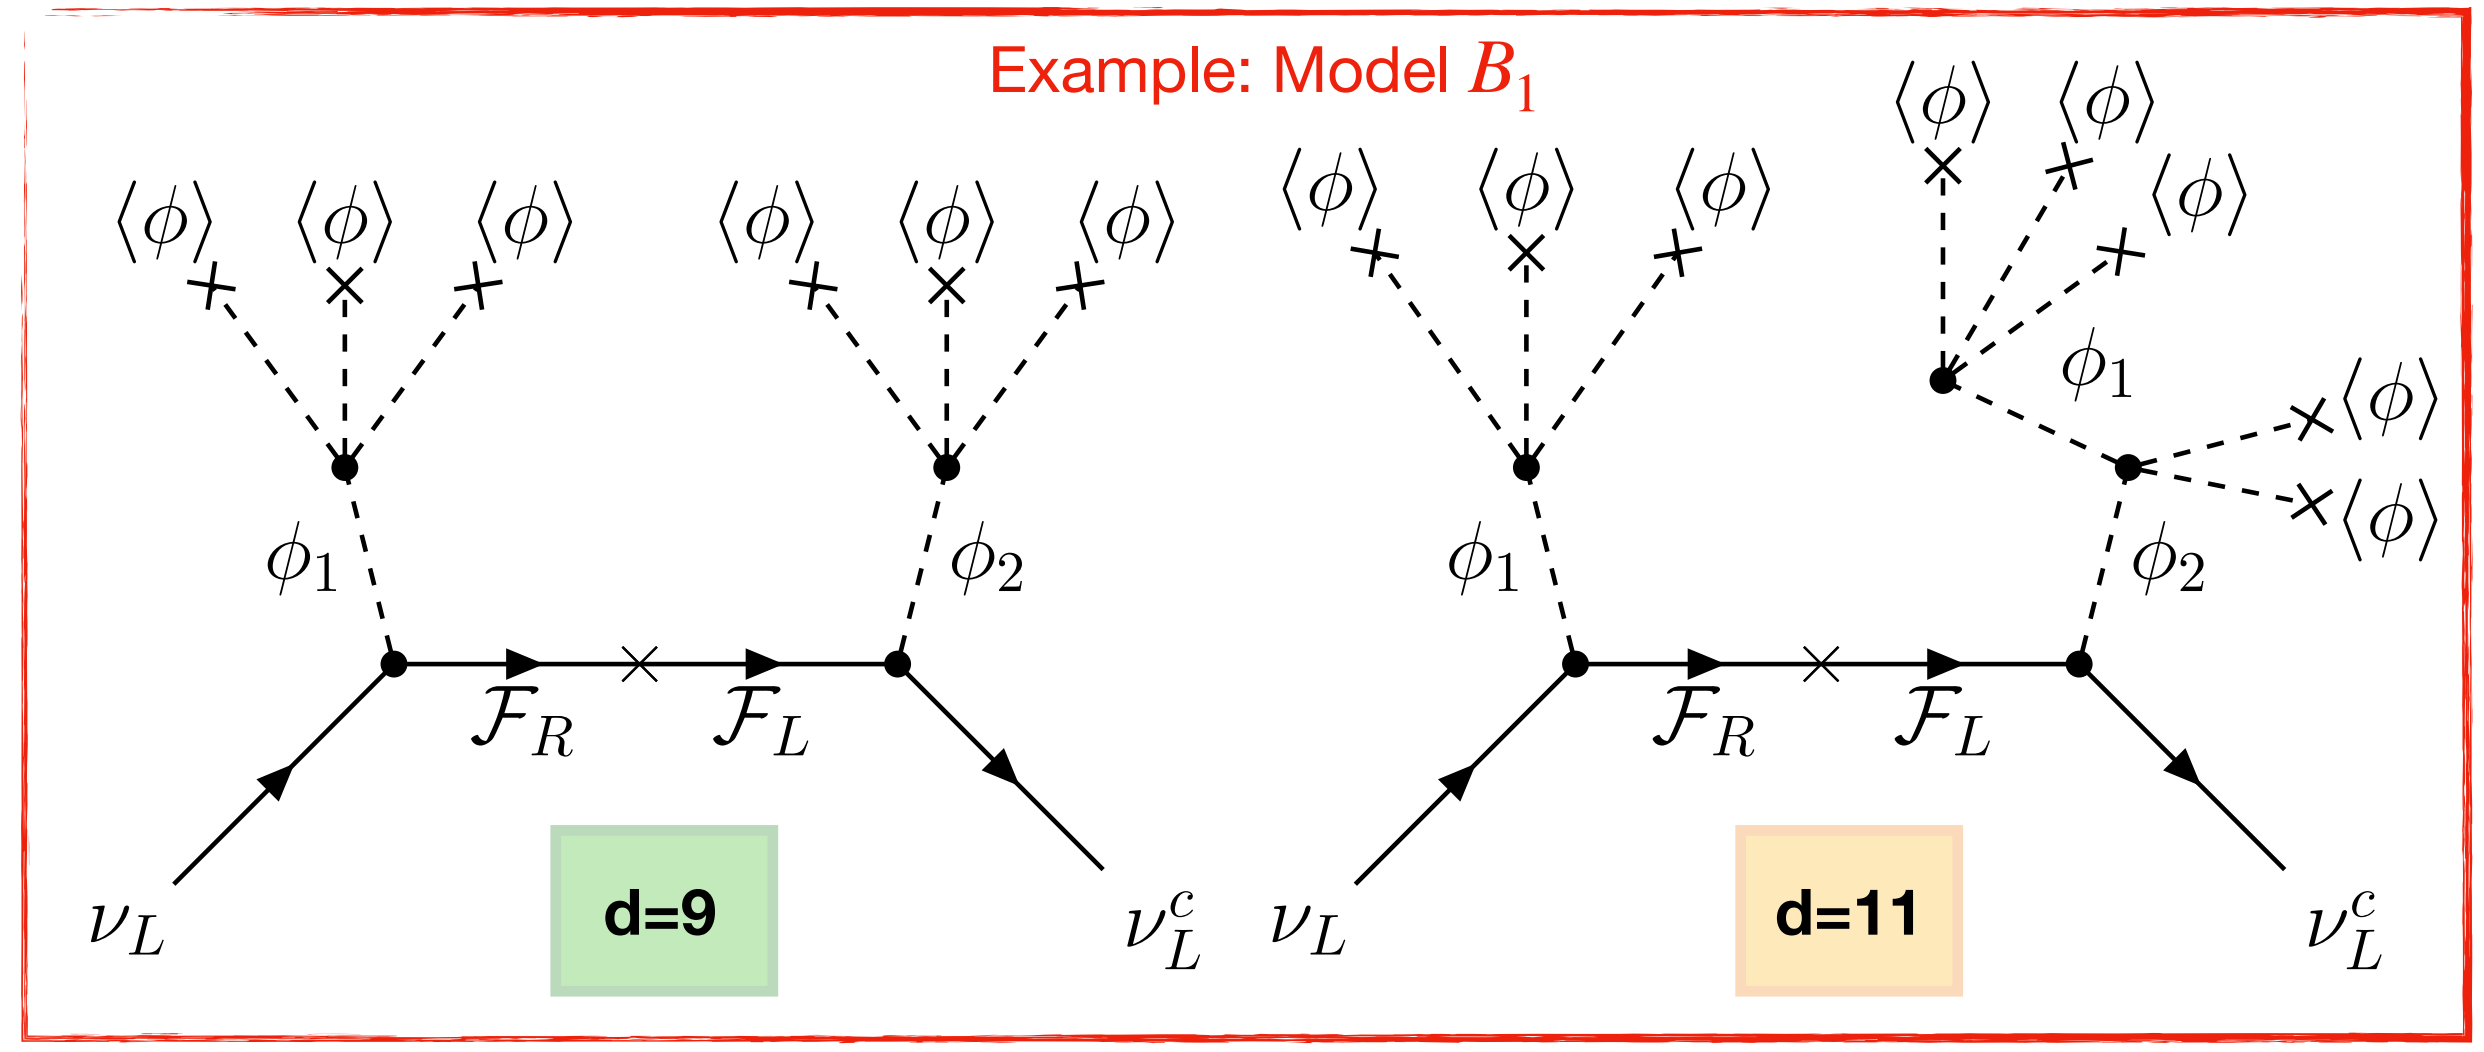 Example: Model B₁
⟨ϕ⟩ ⟨ϕ⟩ ⟨ϕ⟩ ⟨ϕ⟩ ⟨ϕ⟩ ⟨ϕ⟩
ϕ₁ ϕ₂
𝓕_R 𝓕_L
ν_L ν_L^c
d=9
⟨ϕ⟩ ⟨ϕ⟩ ⟨ϕ⟩ ⟨ϕ⟩ ⟨ϕ⟩ ⟨ϕ⟩
ϕ₁ ⟨ϕ⟩
⟨ϕ⟩
ϕ₁ ϕ₂
𝓕_R 𝓕_L
ν_L ν_L^c
d=11